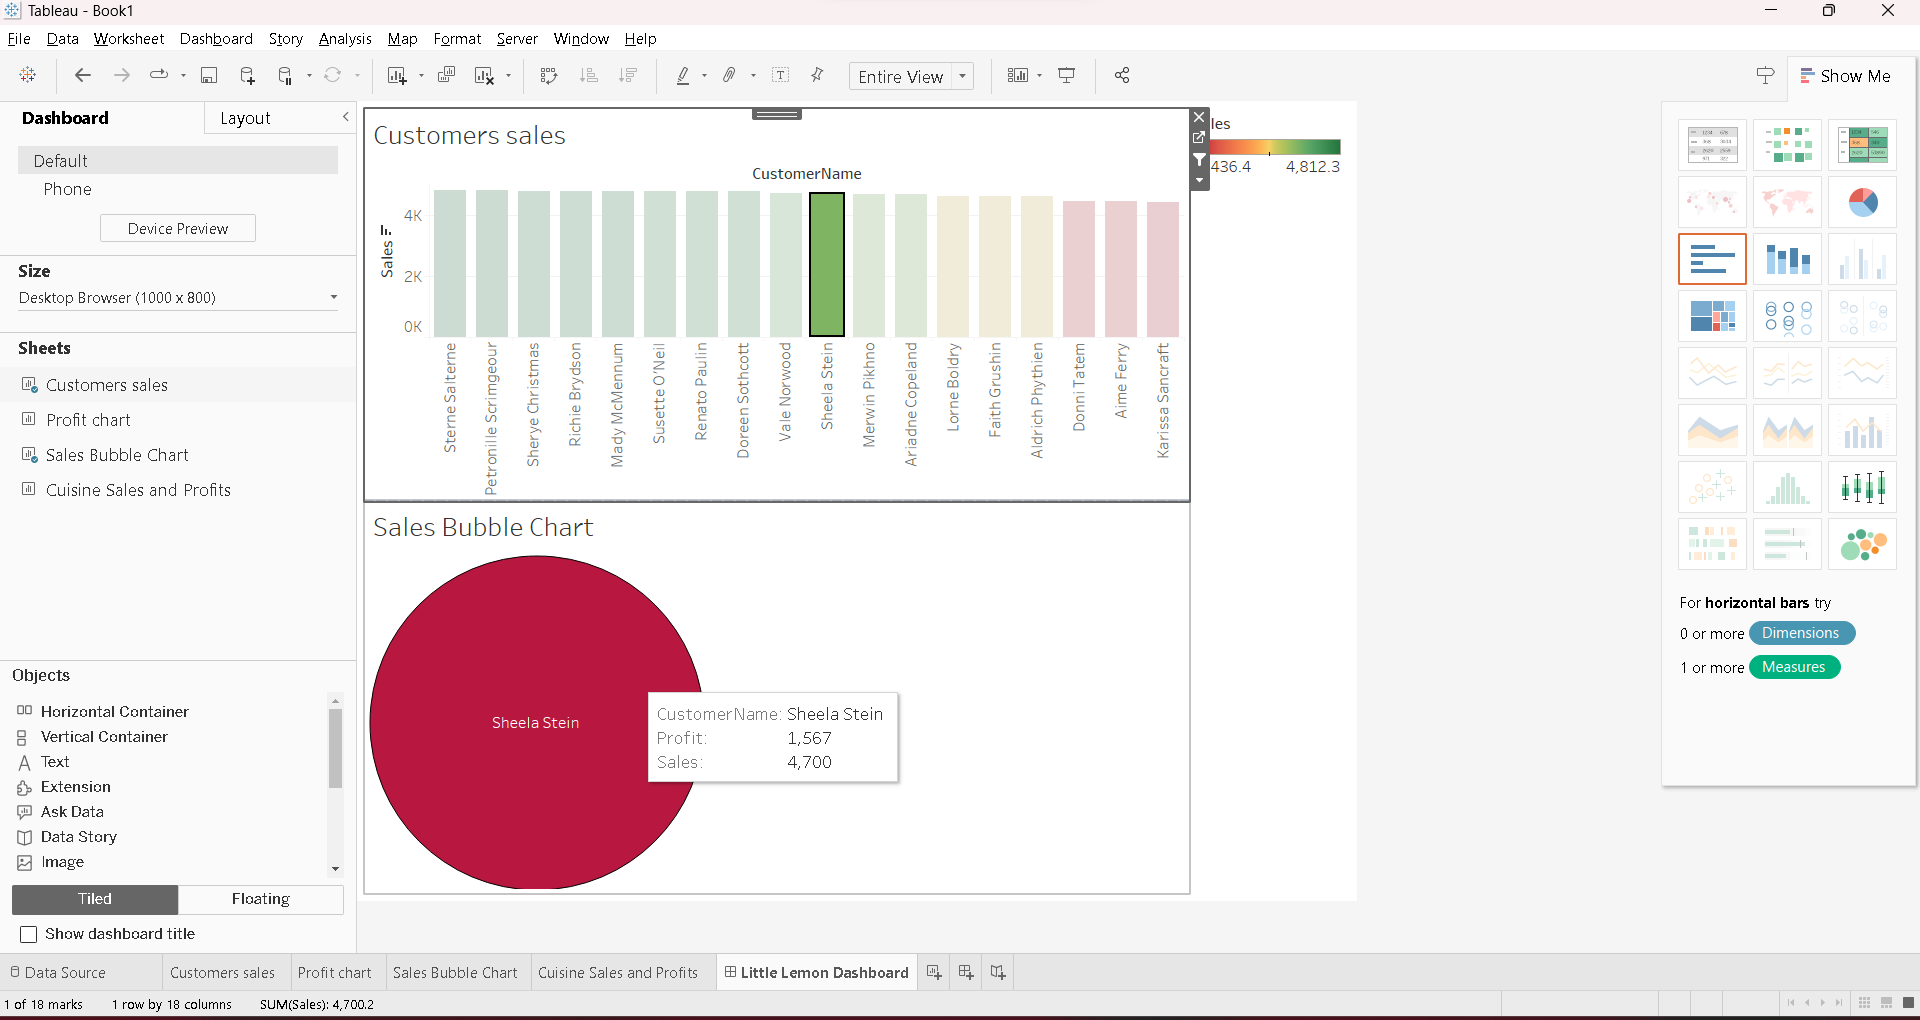 Tableau - Book1
File Data Worksheet Dashboard Story Analysis Map Format Server Window Help
Entire View
Show Me
Dashboard
Layout
Default
Phone
Device Preview
Size
Desktop Browser (1000 x 800)
Sheets
Customers sales
Profit chart
Sales Bubble Chart
Cuisine Sales and Profits
Objects
Horizontal Container
Vertical Container
Text
Extension
Ask Data
Data Story
Image
Tiled
Floating
Show dashboard title
Customers sales
CustomerName
Sales
4K
2K
0K
Sterne Salterne
Petronille Scrimgeour
Sherye Christmas
Richie Brydson
Mady McMennum
Susette O'Neil
Renato Paulin
Doreen Sothcott
Vale Norwood
Sheela Stein
Merwin Pikhno
Ariadne Copeland
Lorne Boldry
Faith Grushin
Aldrich Phythien
Donni Tatem
Aime Ferry
Karissa Sancraft
les
436.4 4,812.3
Sales Bubble Chart
Sheela Stein
CustomerName: Sheela Stein
Profit: 1,567
Sales: 4,700
For horizontal bars try
0 or more Dimensions
1 or more Measures
Data Source
Customers sales
Profit chart
Sales Bubble Chart
Cuisine Sales and Profits
Little Lemon Dashboard
1 of 18 marks 1 row by 18 columns SUM(Sales): 4,700.2